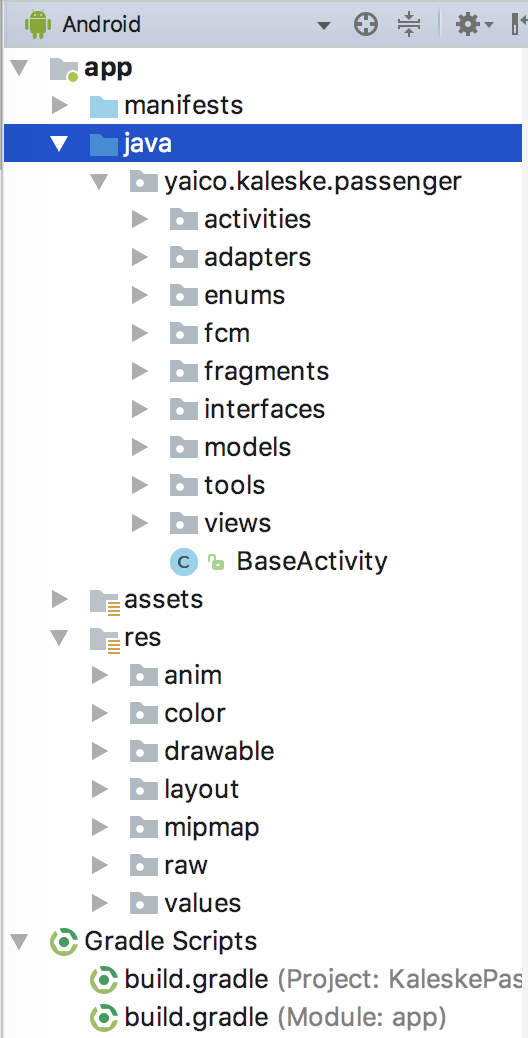 Android
app
manifests
java
yaico.kaleske.passenger
activities
adapters
enums
fcm
fragments
interfaces
models
tools
views
C BaseActivity
assets
res
anim
color
drawable
layout
mipmap
raw
values
Gradle Scripts
build.gradle (Project: KaleskePas
build.gradle (Module: app)